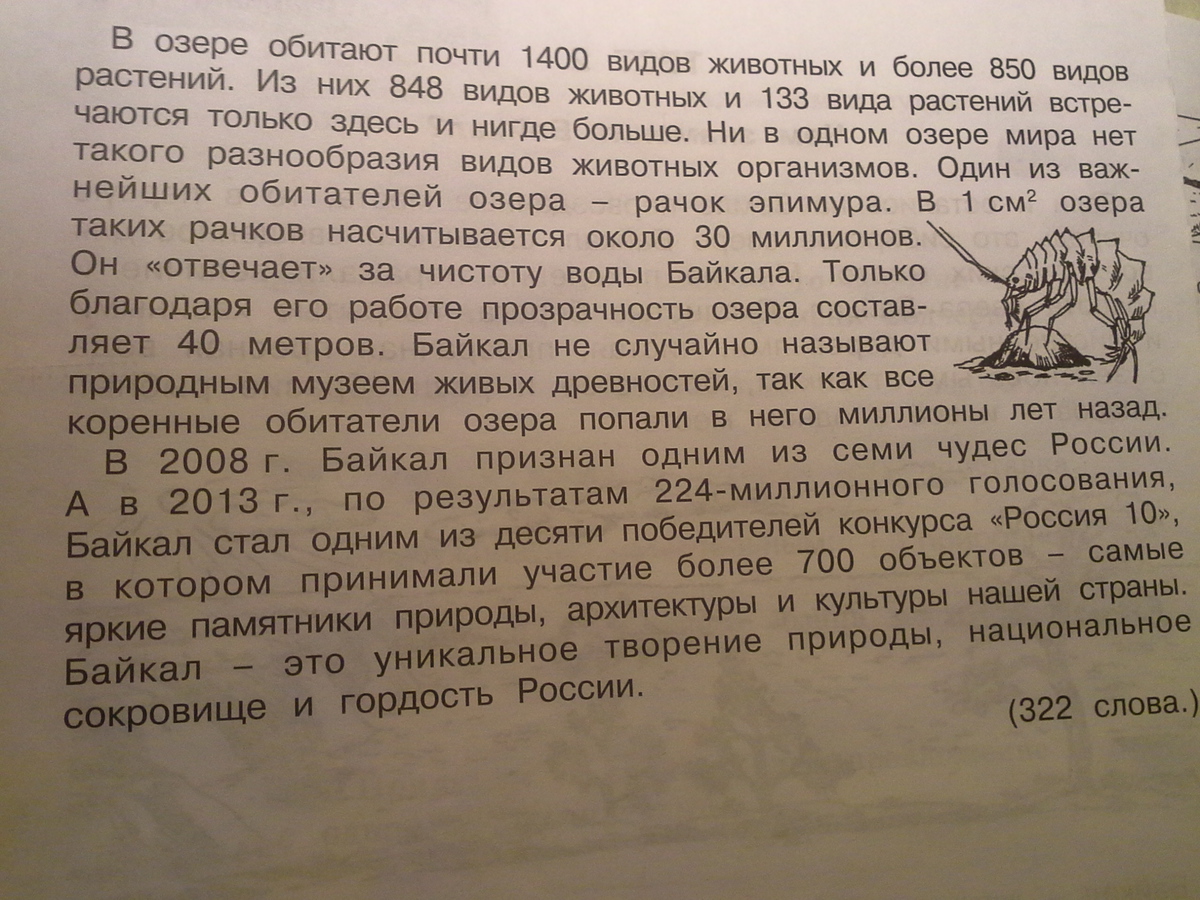 В озере обитают почти 1400 видов животных и более 850 видов
растений. Из них 848 видов животных и 133 вида растений встре-
чаются только здесь и нигде больше. Ни в одном озере мира нет
такого разнообразия видов животных организмов. Один из важ-
нейших обитателей озера – рачок эпимура. В 1 см² озера
таких рачков насчитывается около 30 миллионов.
Он «отвечает» за чистоту воды Байкала. Только
благодаря его работе прозрачность озера состав-
ляет 40 метров. Байкал не случайно называют
природным музеем живых древностей, так как все
коренные обитатели озера попали в него миллионы лет назад.
В 2008 г. Байкал признан одним из семи чудес России.
А в 2013 г., по результатам 224-миллионного голосования,
Байкал стал одним из десяти победителей конкурса «Россия 10»,
в котором принимали участие более 700 объектов – самые
яркие памятники природы, архитектуры и культуры нашей страны.
Байкал – это уникальное творение природы, национальное
сокровище и гордость России.
(322 слова.)